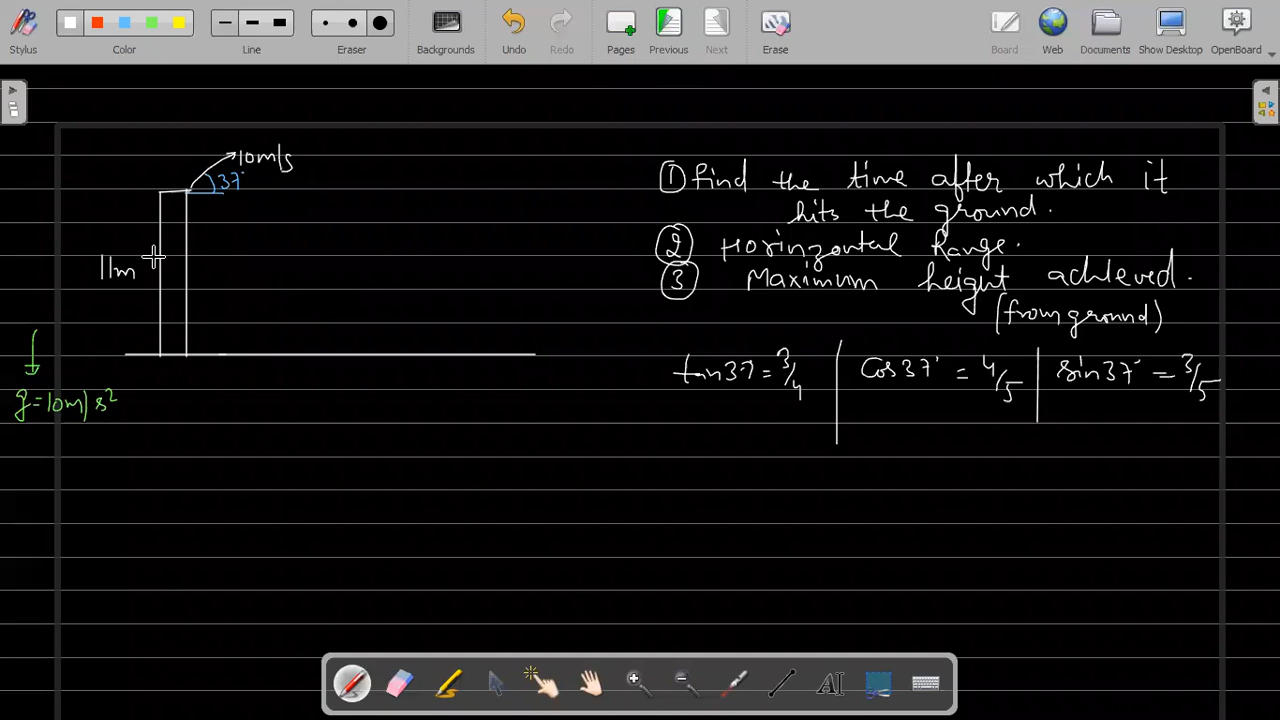 Stylus
Color
Line
Eraser
Backgrounds
Undo
Redo
Pages
Previous
Next
Erase
Board
Web
Documents
Show Desktop
OpenBoard
10m/s
37°
11m
g=10m/s²
① find the time after which it
hits the ground.
② Horinzontal Range.
③ Maximum height achieved.
(from ground)
tan37=3/4 | cos37° = 4/5 | sin37° = 3/5
AI